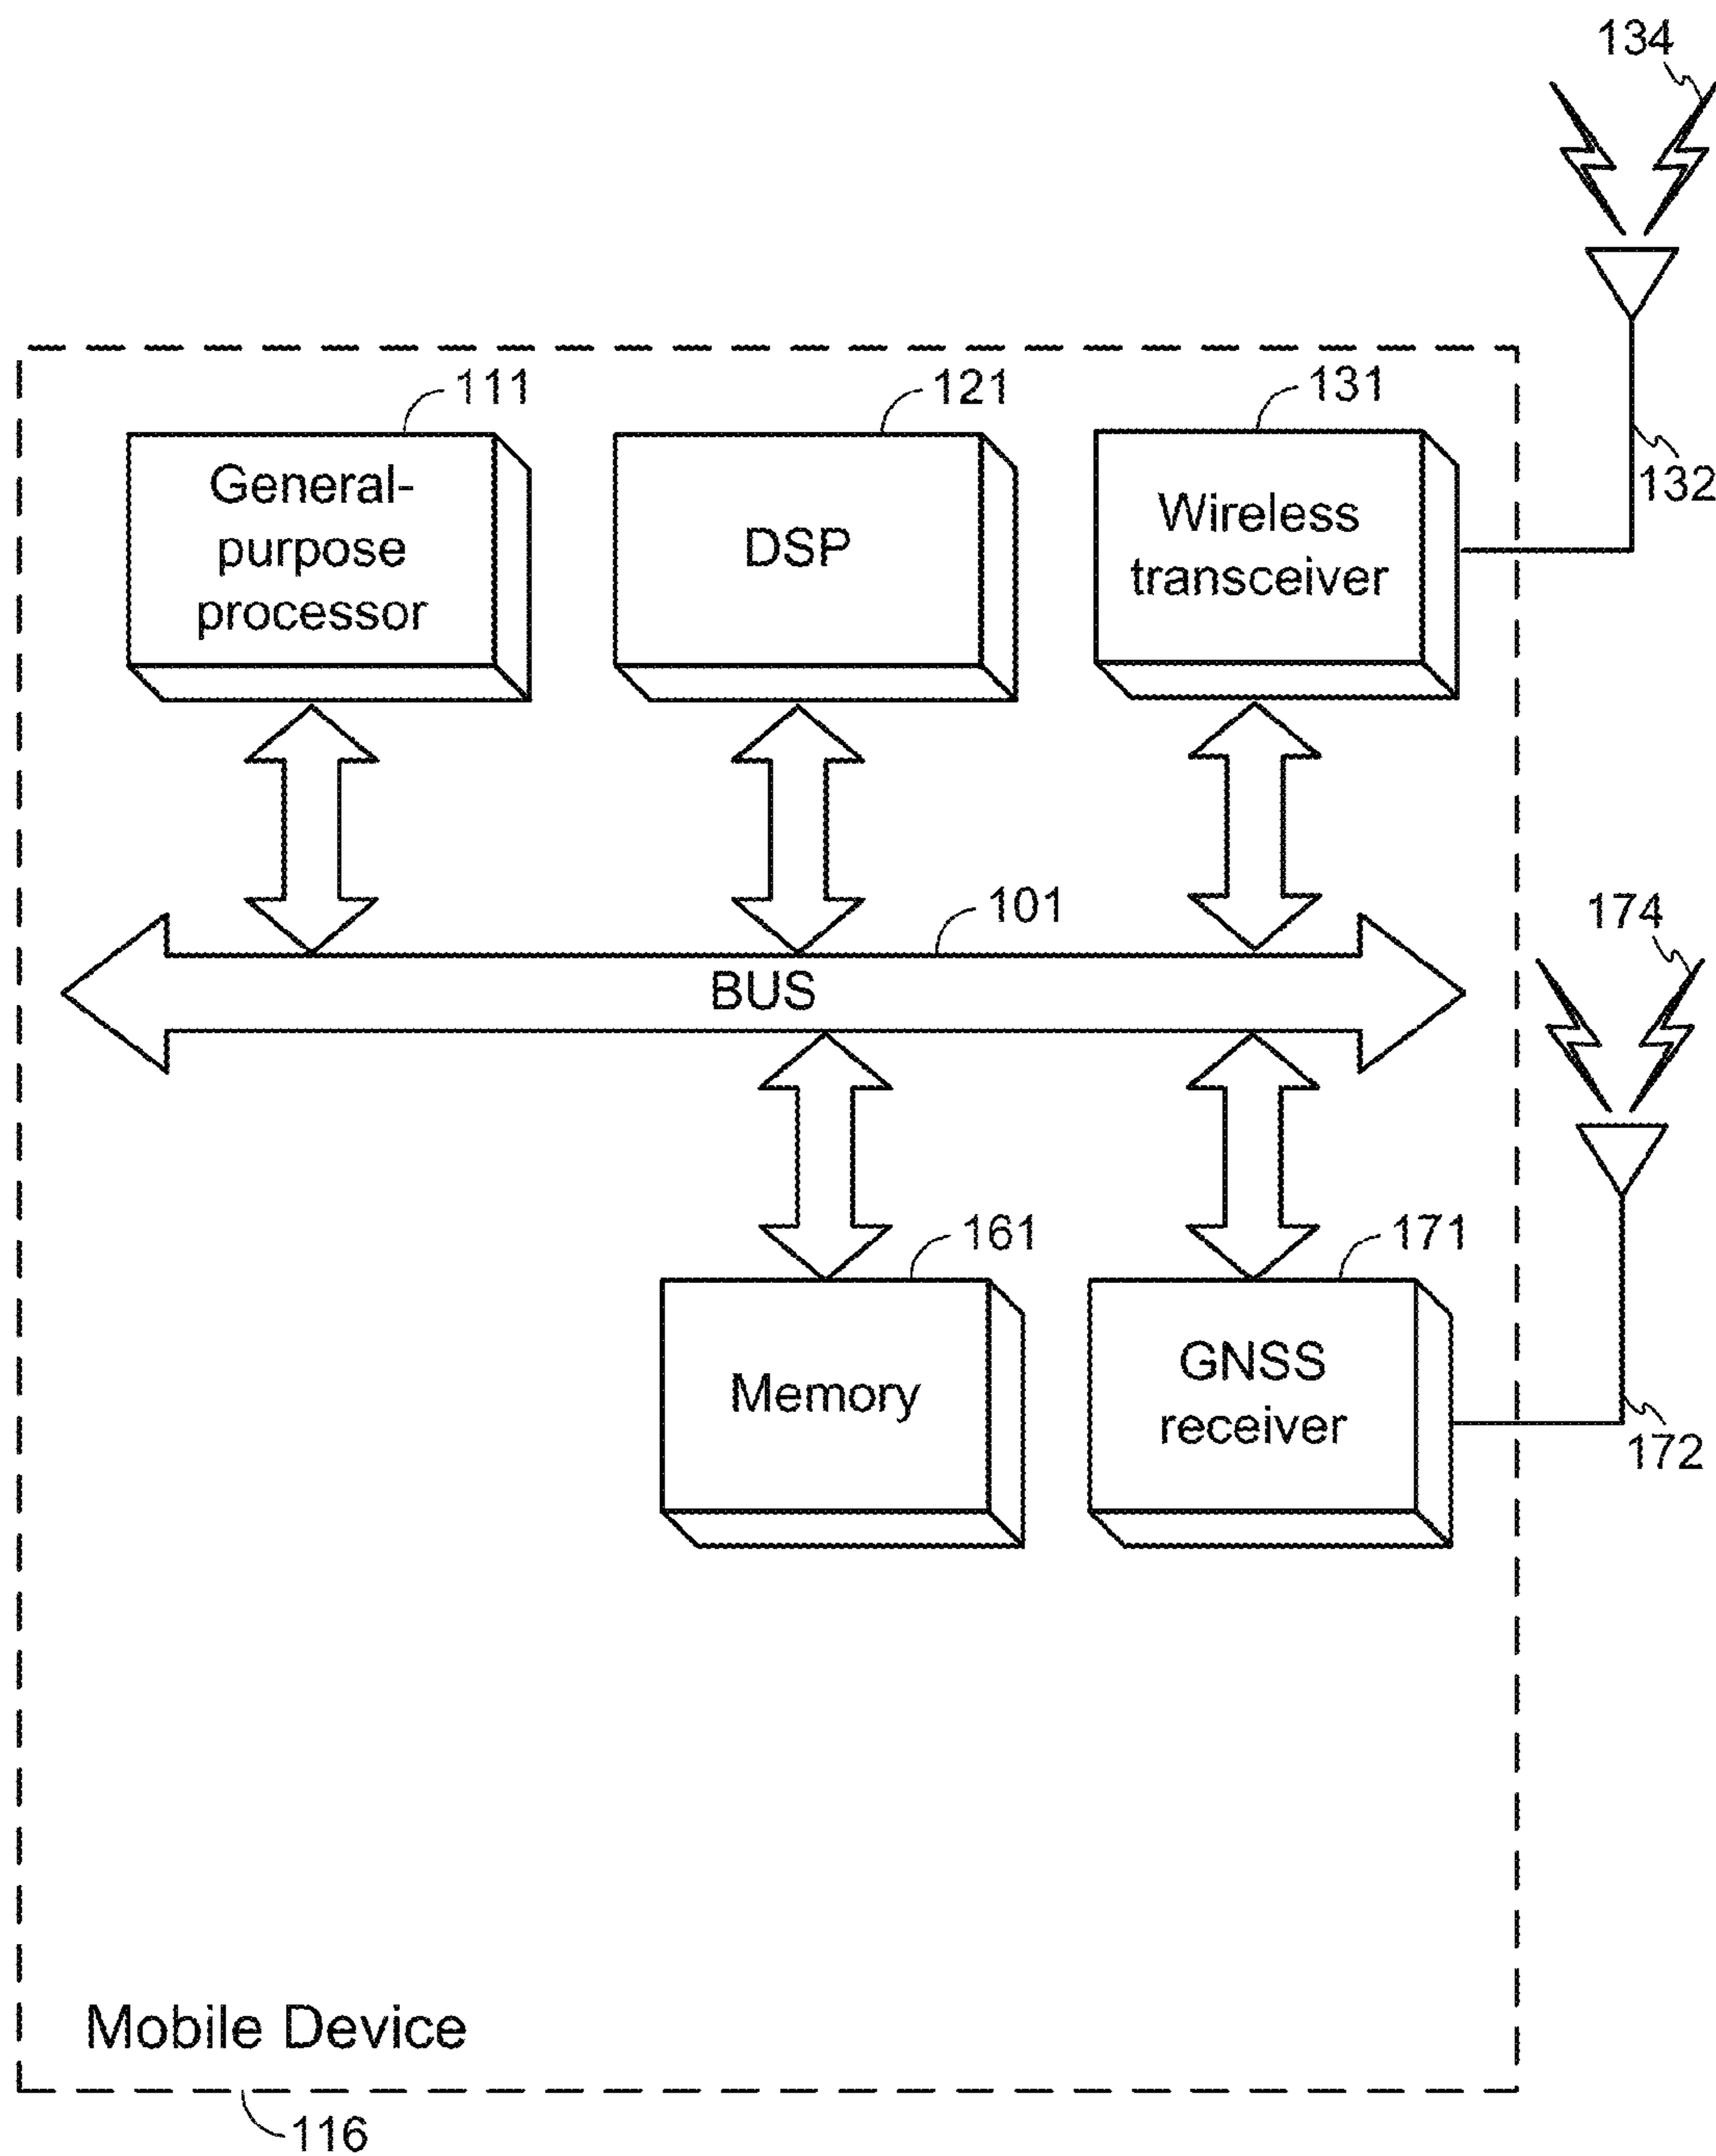 134
111
121
131
General-
purpose
processor
DSP
Wireless
transceiver
132
101
BUS
174
161
171
Memory
GNSS
receiver
172
Mobile Device
116